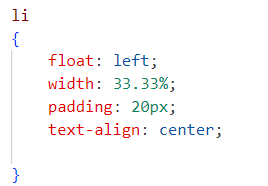 li
{
float: left;
width: 33.33%;
padding: 20px;
text-align: center;
}